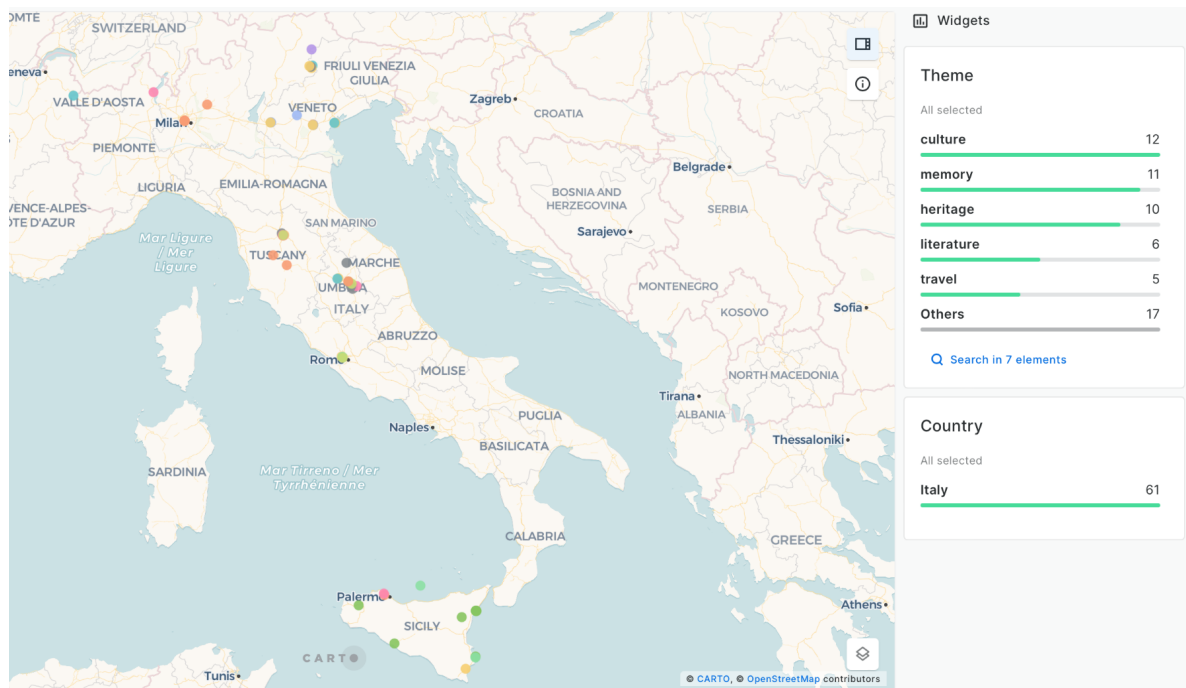 OMTE
SWITZERLAND
eneva
VALLE D'AOSTA
FRIULI VENEZIA
GIULIA
VENETO
Milan
Zagreb
CROATIA
PIEMONTE
LIGURIA
EMILIA-ROMAGNA
Belgrade
BOSNIA AND
HERZEGOVINA
SERBIA
VENCE-ALPES-
OTE D'AZUR
Mar Ligure
/ Mer
Ligure
SAN MARINO
Sarajevo
TUSCANY
MARCHE
UMBRIA
ITALY
MONTENEGRO
KOSOVO
Sofia
ABRUZZO
Rome
MOLISE
NORTH MACEDONIA
Tirana
ALBANIA
PUGLIA
Naples
BASILICATA
Thessaloniki
SARDINIA
Mar Tirreno / Mer
Tyrrhénienne
CALABRIA
GREECE
Palermo
SICILY
Athens
CARTO
Tunis
© CARTO, © OpenStreetMap contributors
Widgets
Theme
All selected
culture 12
memory 11
heritage 10
literature 6
travel 5
Others 17
Search in 7 elements
Country
All selected
Italy 61